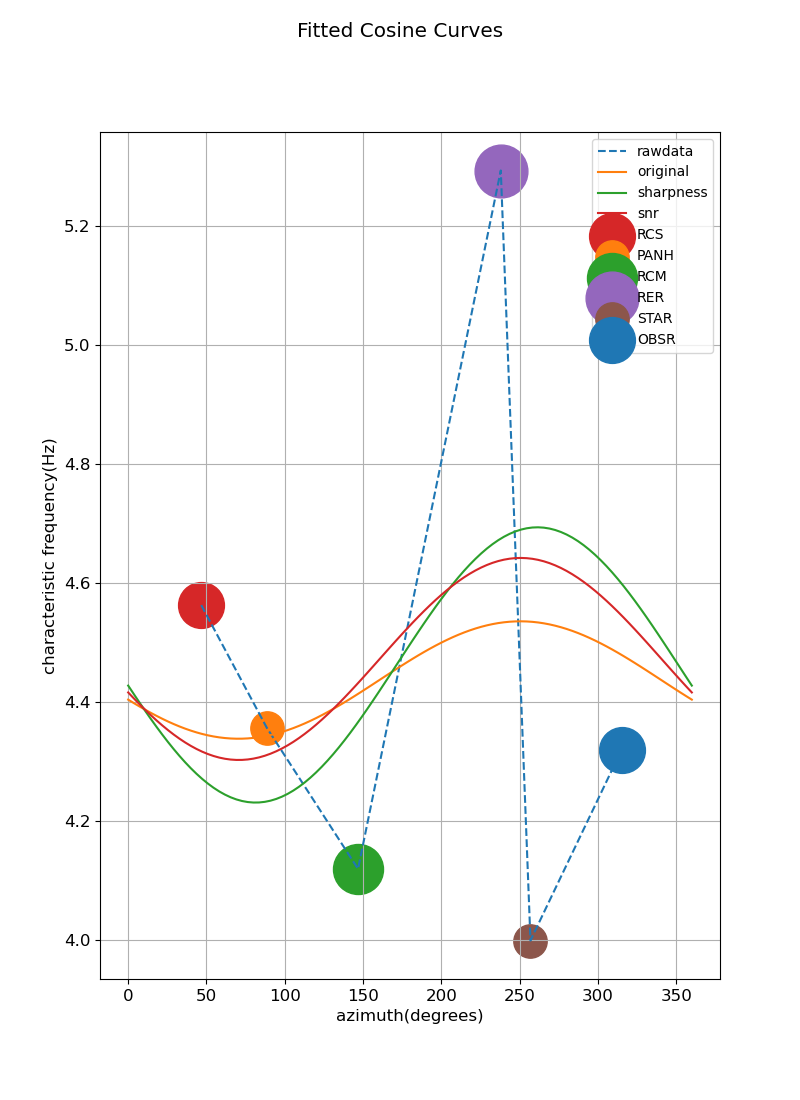 Fitted Cosine Curves
rawdata
original
sharpness
snr
RCS
PANH
RCM
RER
STAR
OBSR
characteristic frequency(Hz)
5.2
5.0
4.8
4.6
4.4
4.2
4.0
0 50 100 150 200 250 300 350
azimuth(degrees)